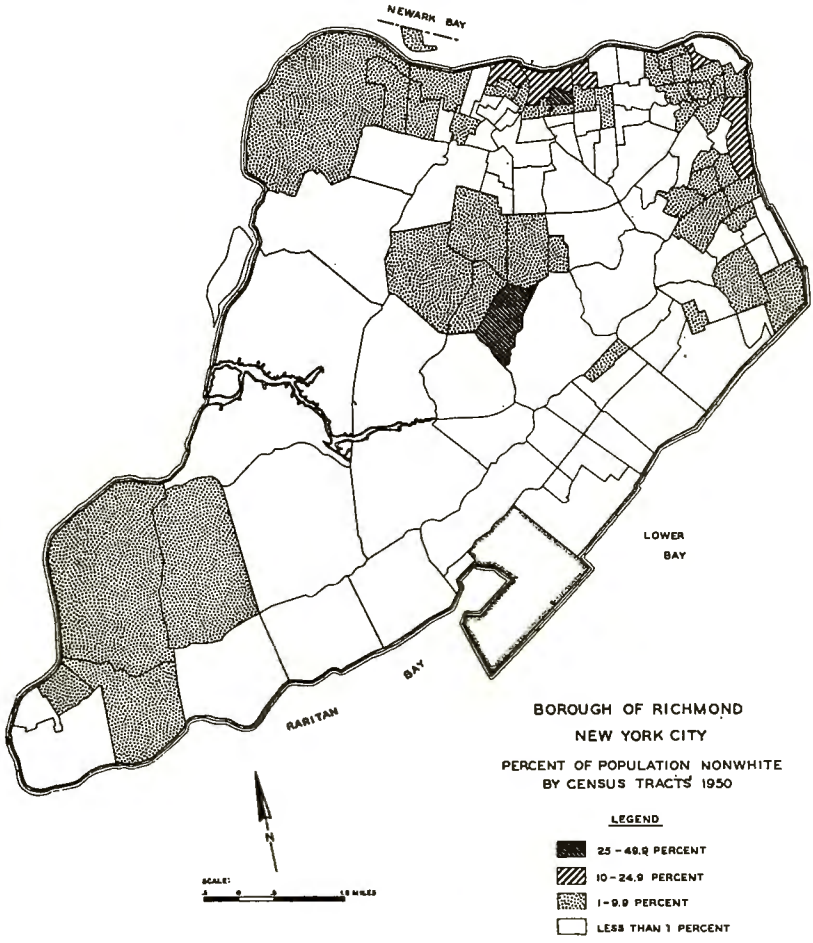 NEWARK BAY
LOWER
BAY
RARITAN BAY
BOROUGH OF RICHMOND
NEW YORK CITY
PERCENT OF POPULATION NONWHITE
BY CENSUS TRACTS 1950
LEGEND
25 - 49.9 PERCENT
10 - 24.9 PERCENT
1 - 9.9 PERCENT
LESS THAN 1 PERCENT
N
SCALE:
MILES